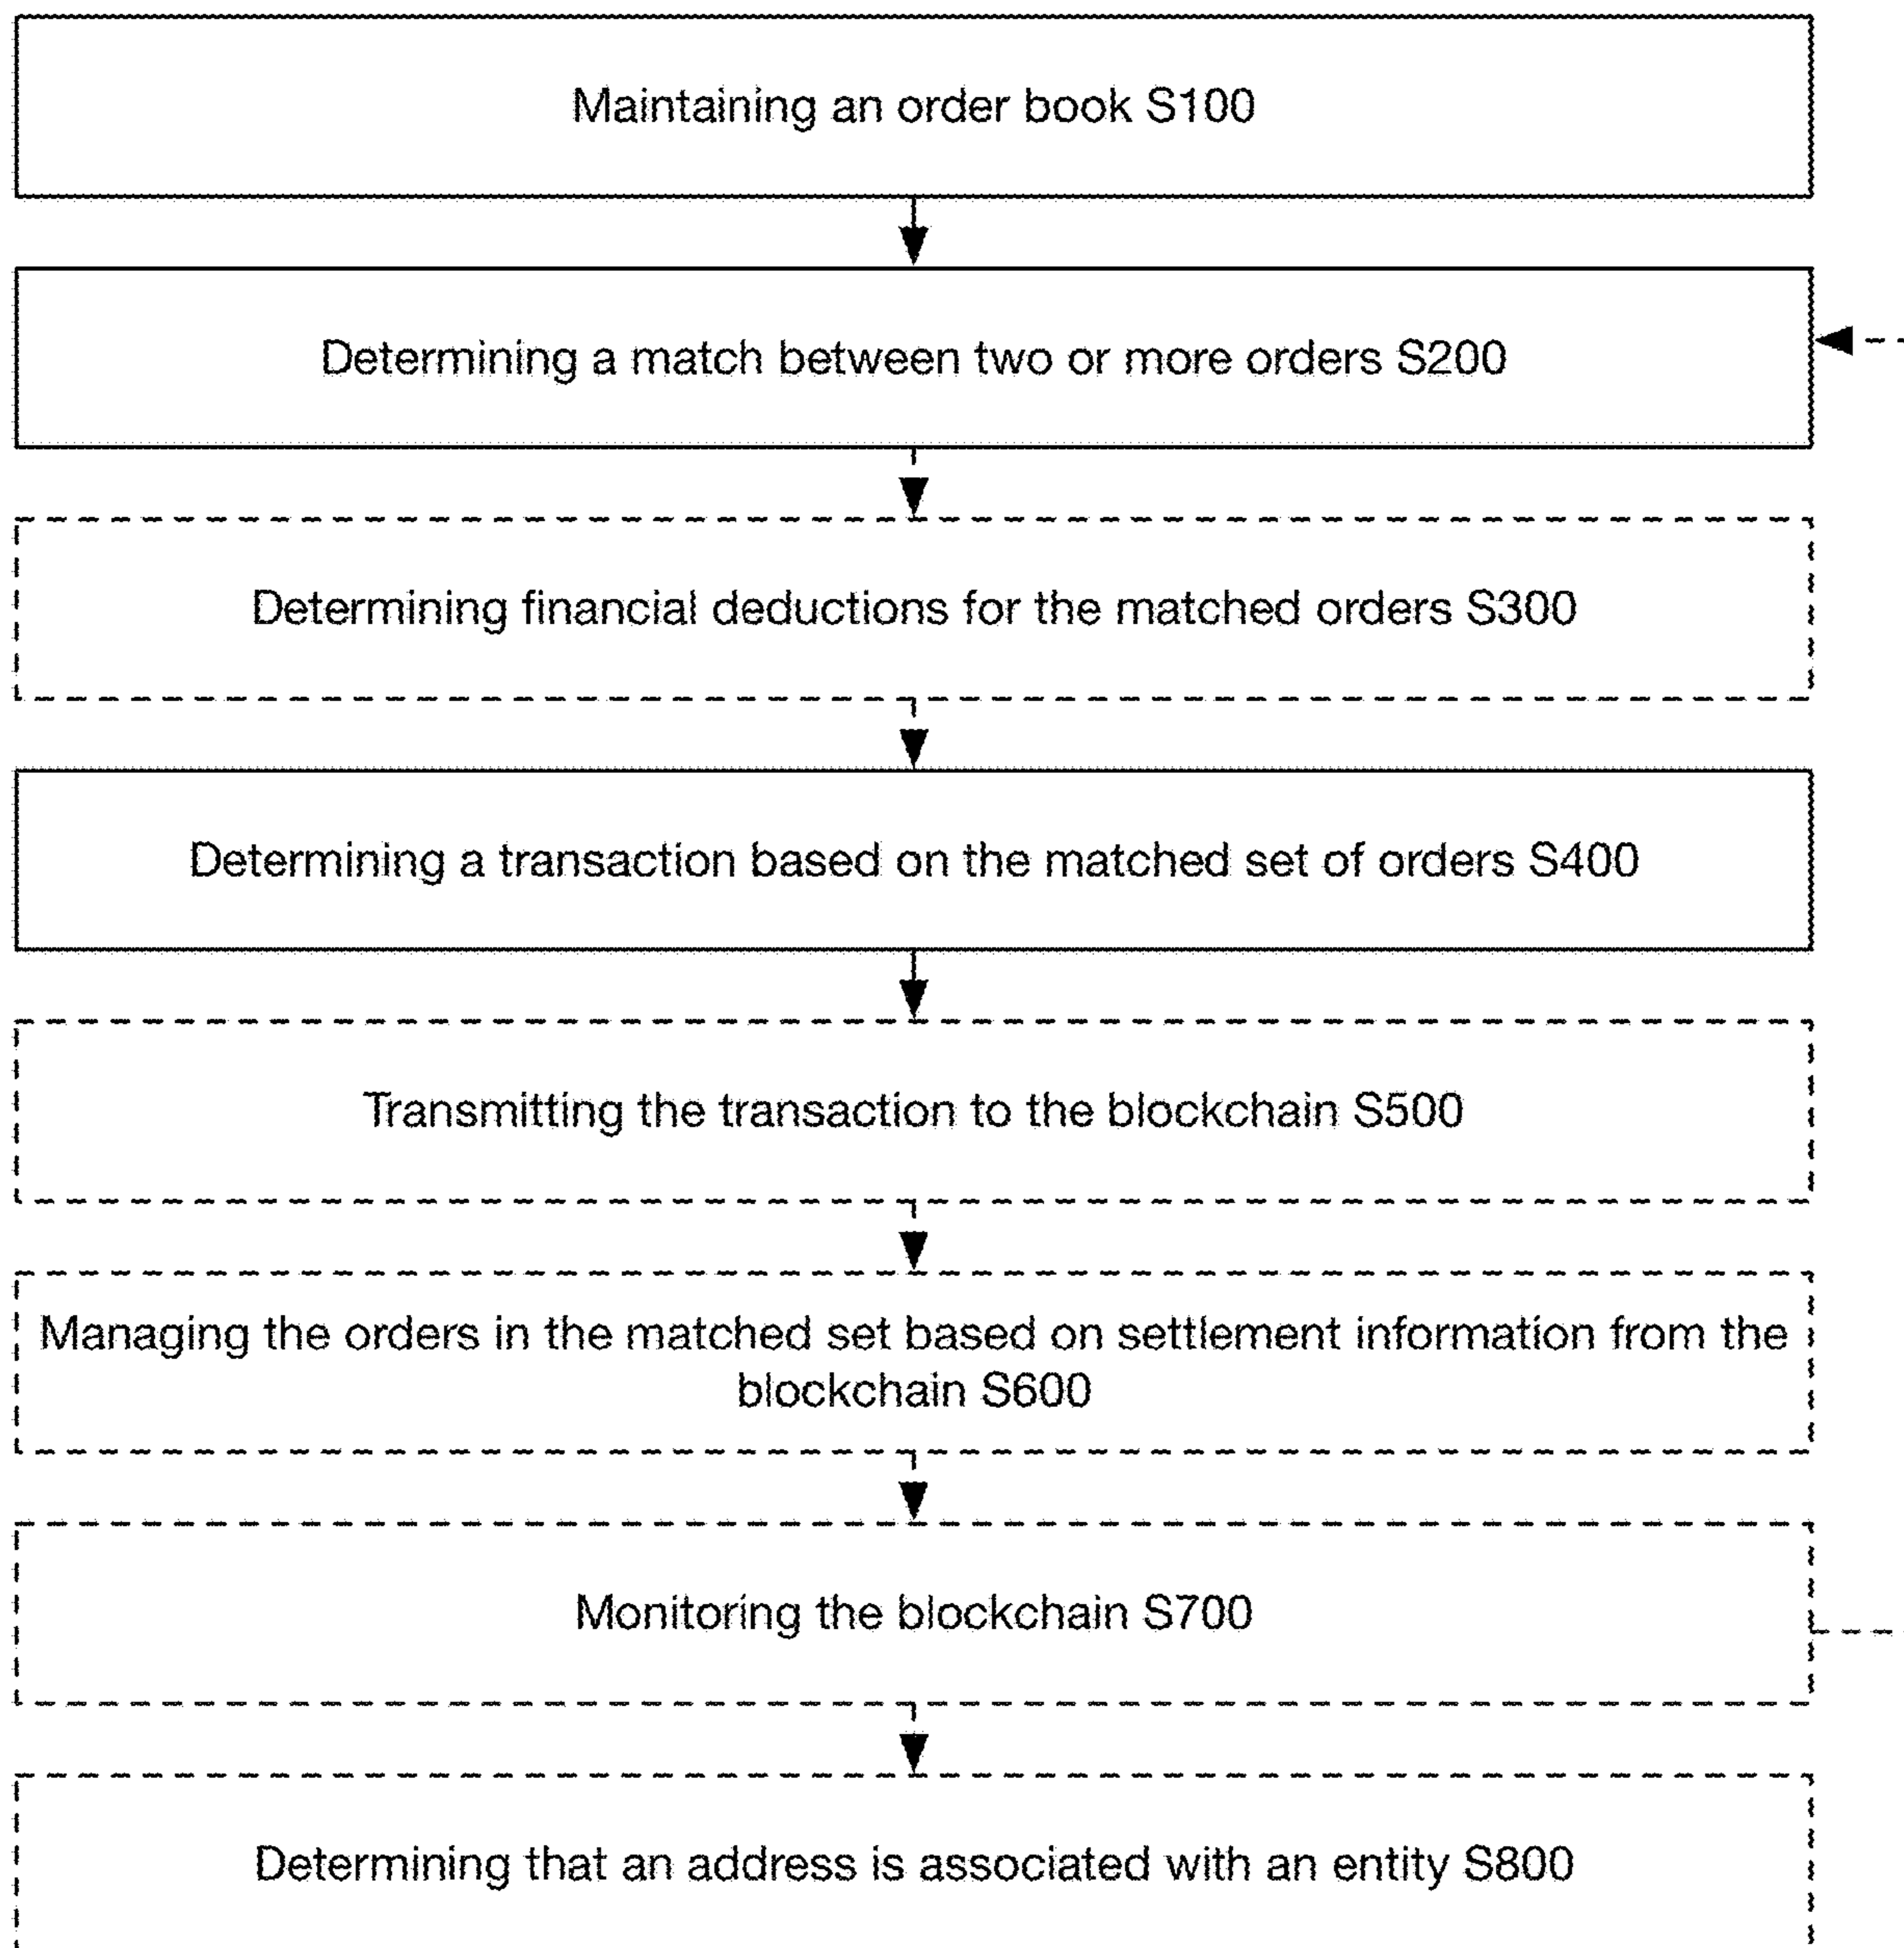 Maintaining an order book S100
Determining a match between two or more orders S200
Determining financial deductions for the matched orders S300
Determining a transaction based on the matched set of orders S400
Transmitting the transaction to the blockchain S500
Managing the orders in the matched set based on settlement information from the
blockchain S600
Monitoring the blockchain S700
Determining that an address is associated with an entity S800